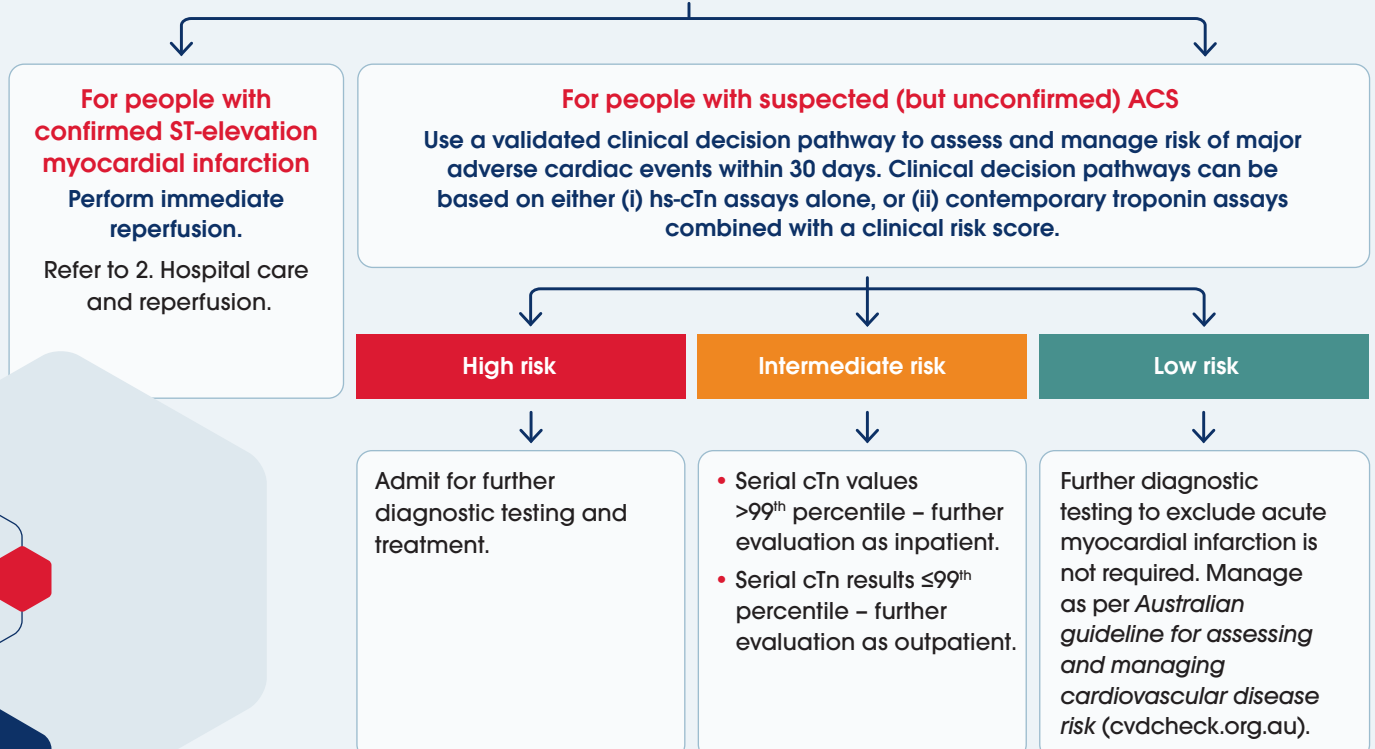 For people with
confirmed ST-elevation
myocardial infarction
Perform immediate
reperfusion.
Refer to 2. Hospital care
and reperfusion.
For people with suspected (but unconfirmed) ACS
Use a validated clinical decision pathway to assess and manage risk of major
adverse cardiac events within 30 days. Clinical decision pathways can be
based on either (i) hs-cTn assays alone, or (ii) contemporary troponin assays
combined with a clinical risk score.
High risk
Intermediate risk
Low risk
Admit for further
diagnostic testing and
treatment.
• Serial cTn values
>99th percentile – further
evaluation as inpatient.
• Serial cTn results ≤99th
percentile – further
evaluation as outpatient.
Further diagnostic
testing to exclude acute
myocardial infarction is
not required. Manage
as per Australian
guideline for assessing
and managing
cardiovascular disease
risk (cvdcheck.org.au).